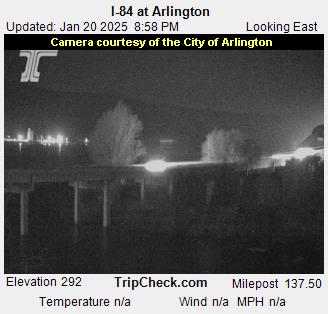 I-84 at Arlington
Updated: Jan 20 2025 8:58 PM Looking East
Camera courtesy of the City of Arlington
Elevation 292 TripCheck.com Milepost 137.50
Temperature n/a Wind n/a MPH n/a